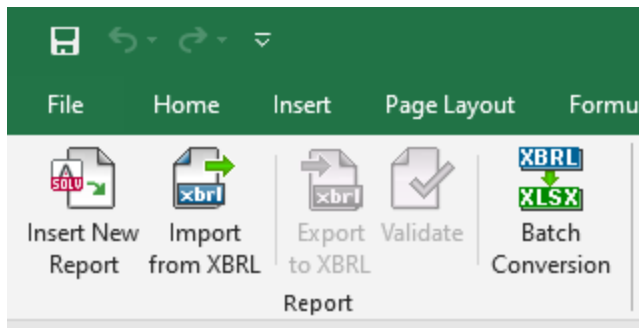 File Home Insert Page Layout Formu
A
SOLV
xbrl
xbrl
XBRL
XLSX
Insert New Report
Import from XBRL
Export to XBRL
Validate
Batch Conversion
Report